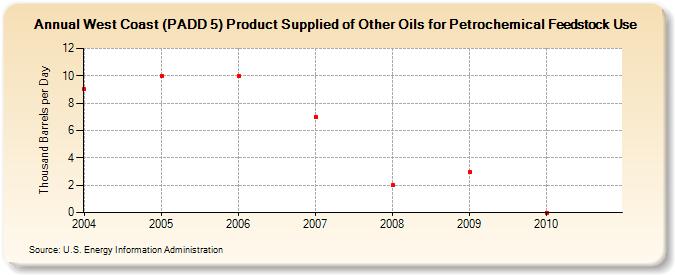 Annual West Coast (PADD 5) Product Supplied of Other Oils for Petrochemical Feedstock Use
Thousand Barrels per Day
12
10
8
6
4
2
0
2004 2005 2006 2007 2008 2009 2010
Source: U.S. Energy Information Administration